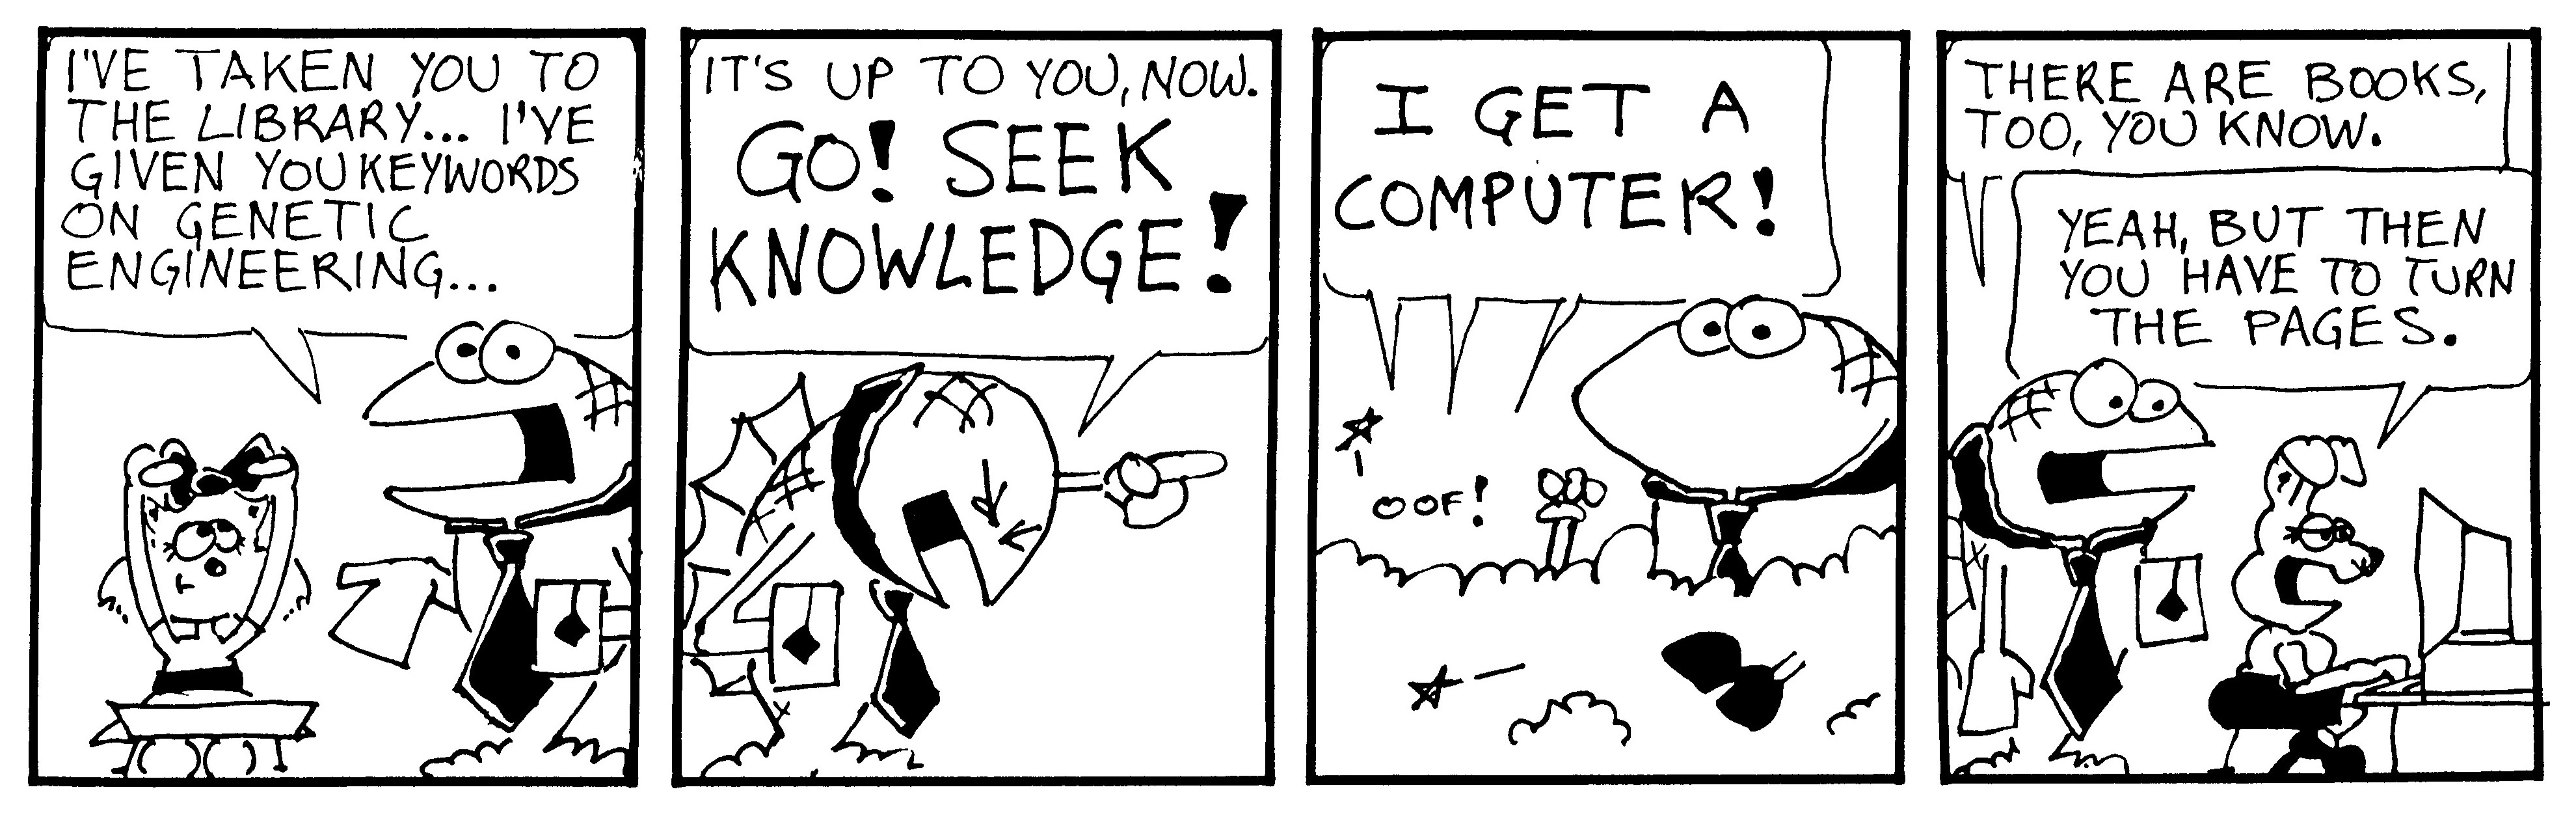 I'VE TAKEN YOU TO
THE LIBRARY... I'VE
GIVEN YOU KEYWORDS
ON GENETIC
ENGINEERING...
IT'S UP TO YOU, NOW.
GO! SEEK
KNOWLEDGE!
I GET A
COMPUTER!
OOF!
THERE ARE BOOKS,
TOO, YOU KNOW.
YEAH, BUT THEN
YOU HAVE TO TURN
THE PAGES.